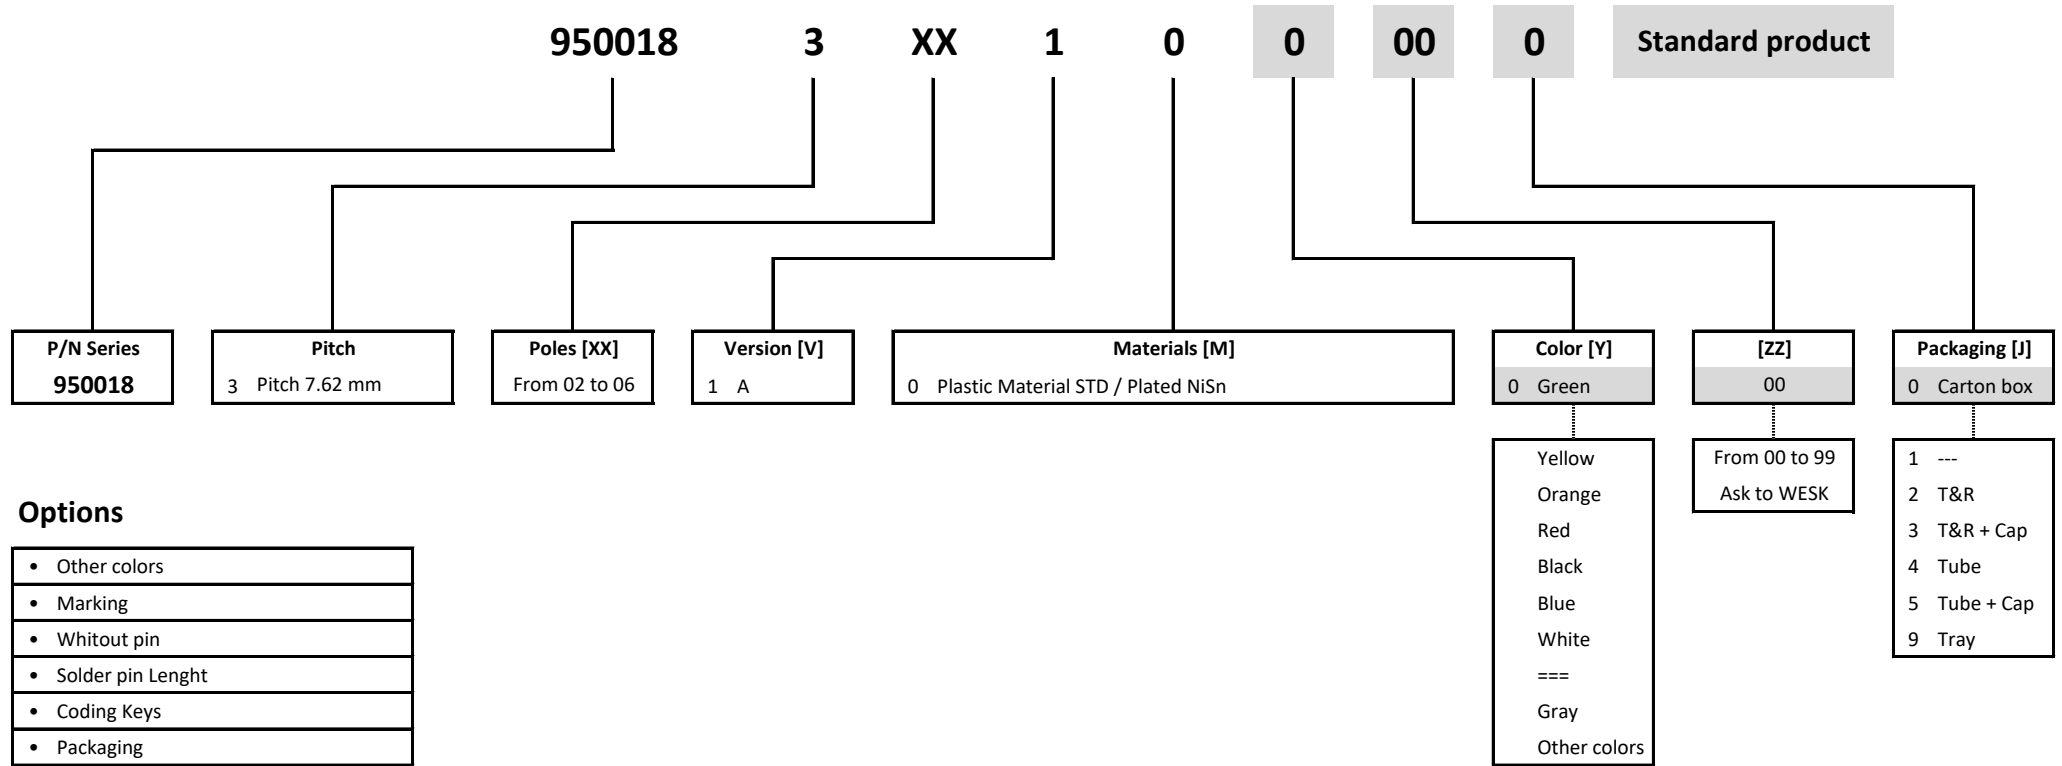 950018 3 XX 1 0 0 00 0 Standard product
P/N Series
950018
Pitch
3 Pitch 7.62 mm
Poles [XX]
From 02 to 06
Version [V]
1 A
Materials [M]
0 Plastic Material STD / Plated NiSn
Color [Y]
0 Green
Yellow
Orange
Red
Black
Blue
White
===
Gray
Other colors
[ZZ]
00
From 00 to 99
Ask to WESK
Packaging [J]
0 Carton box
1 ---
2 T&R
3 T&R + Cap
4 Tube
5 Tube + Cap
9 Tray
Options
• Other colors
• Marking
• Whitout pin
• Solder pin Lenght
• Coding Keys
• Packaging